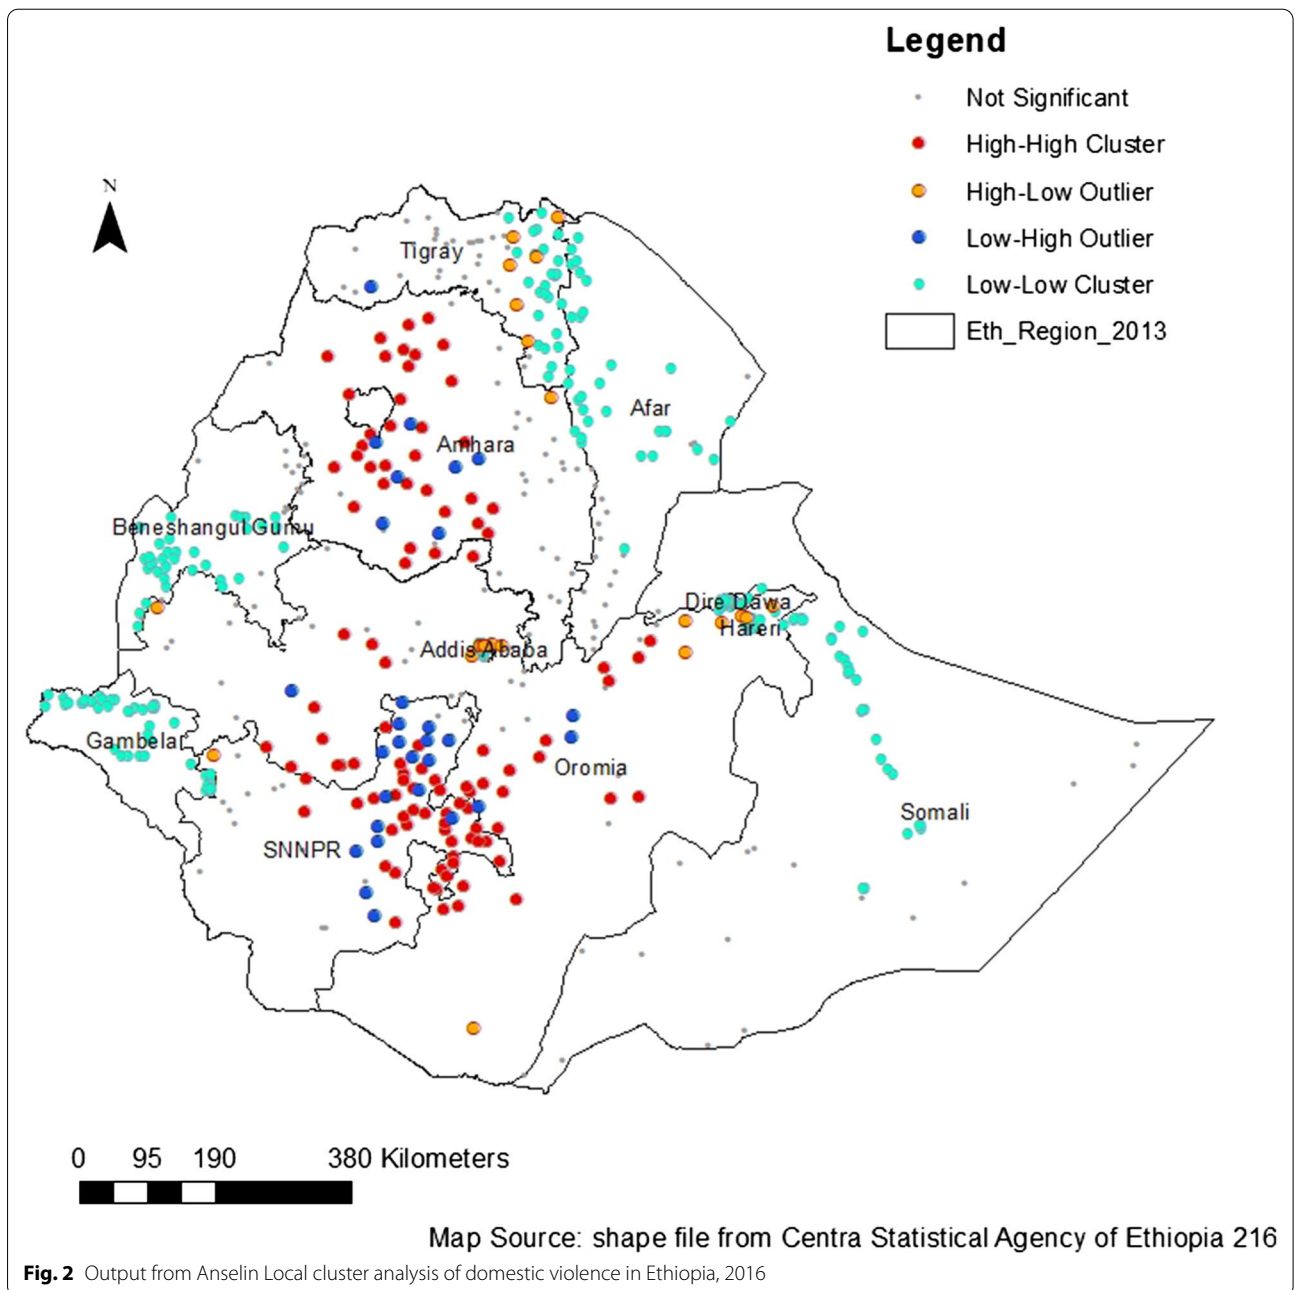 Legend
Not Significant
High-High Cluster
High-Low Outlier
Low-High Outlier
Low-Low Cluster
Eth_Region_2013
N
Tigray
Afar
Amhara
Beneshangul Gumu
Dire Dawa
Hareri
Addis Ababa
Gambelar
Oromia
Somali
SNNPR
0 95 190 380 Kilometers
Map Source: shape file from Centra Statistical Agency of Ethiopia 216
Fig. 2 Output from Anselin Local cluster analysis of domestic violence in Ethiopia, 2016